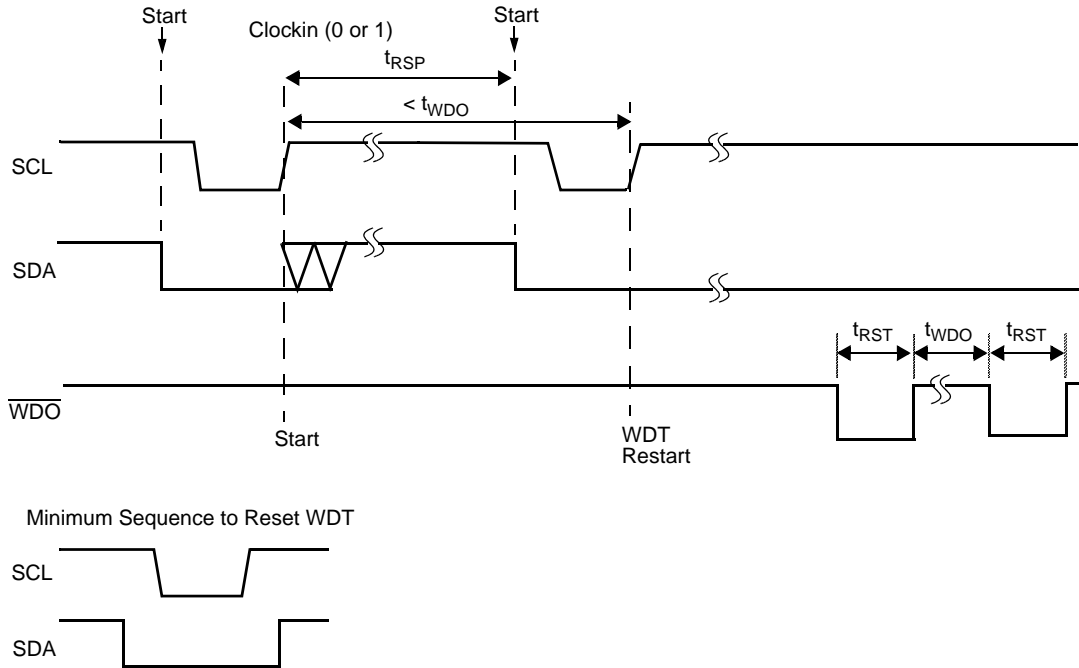 Start
Start
Clockin (0 or 1)
tRSP
< tWDO
SCL
SDA
tRST
tWDO
tRST
WDO
Start
WDT
Restart
Minimum Sequence to Reset WDT
SCL
SDA